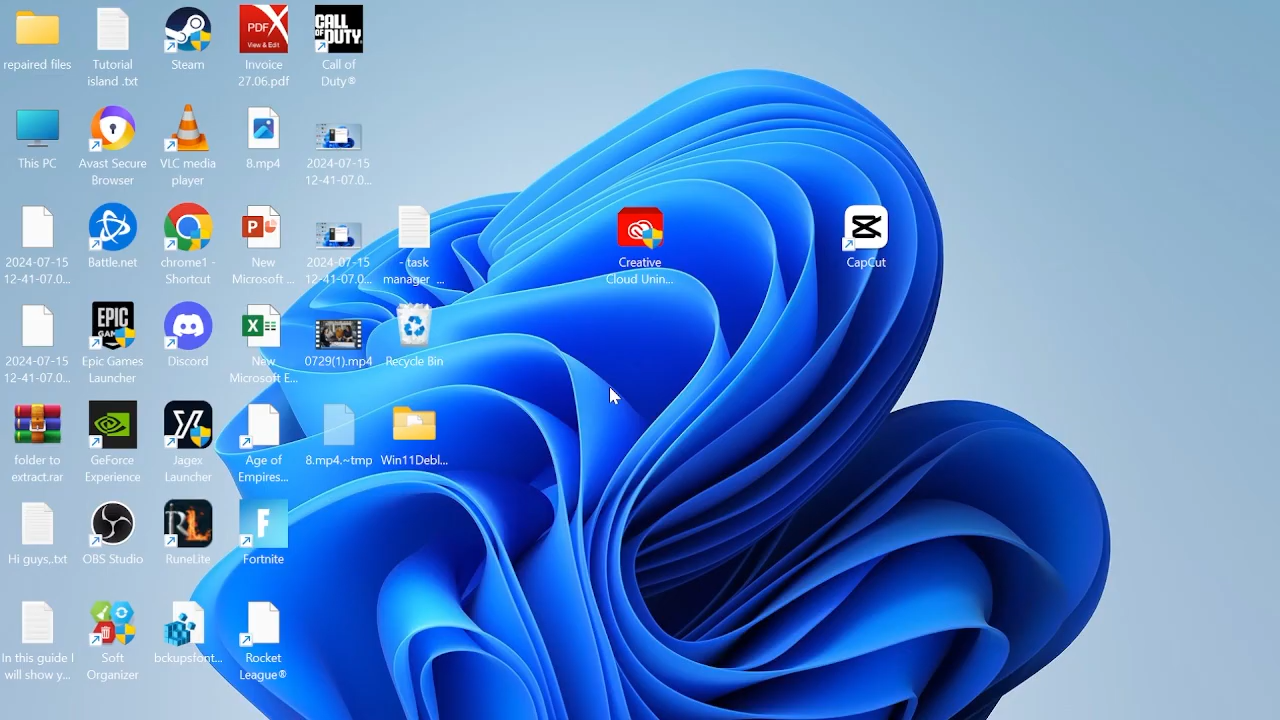 repaired files
Tutorial
island .txt
Steam
PDF
View & Edit
Invoice
27.06.pdf
CALL
OF DUTY
Call of
Duty®
This PC
Avast Secure
Browser
VLC media
player
8.mp4
2024-07-15
12-41-07.0...
2024-07-15
12-41-07.0...
Battle.net
chrome1 -
Shortcut
New
Microsoft ...
2024-07-15
12-41-07.0...
- task
manager ...
Creative
Cloud Unin...
CapCut
2024-07-15
12-41-07.0...
EPIC
GAMES
Epic Games
Launcher
Discord
New
Microsoft E...
0729(1).mp4
Recycle Bin
folder to
extract.rar
GeForce
Experience
Jagex
Launcher
Age of
Empires...
8.mp4.~tmp
Win11Debl...
Hi guys,.txt
OBS Studio
RL
RuneLite
F
Fortnite
In this guide I
will show y...
Soft
Organizer
bckupsfont...
Rocket
League®